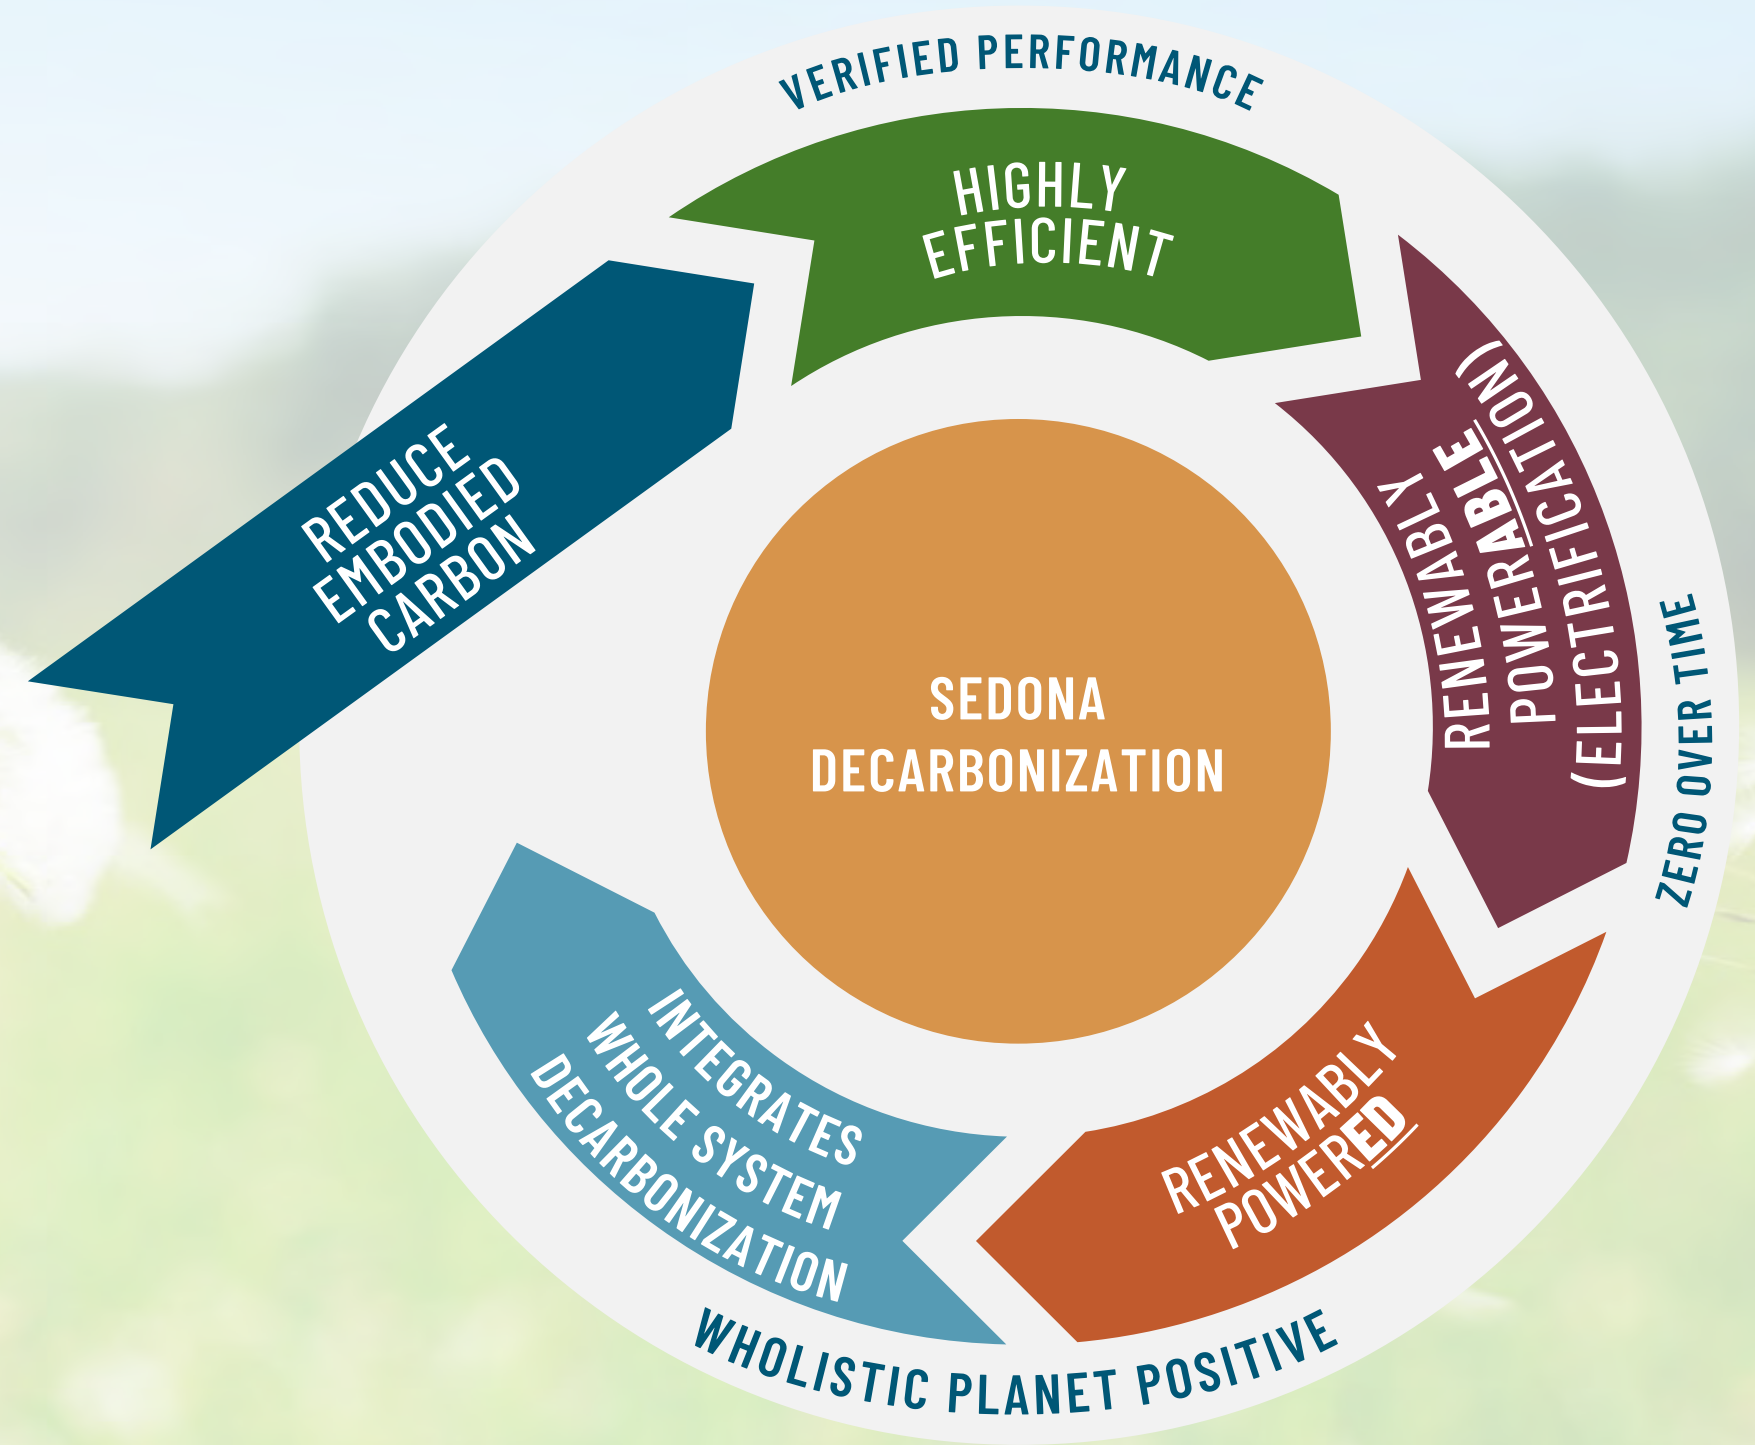 VERIFIED PERFORMANCE
HIGHLY
EFFICIENT
REDUCE
EMBODIED
CARBON
RENEWABLY
POWERABLE
(ELECTRIFICATION)
ZERO OVER TIME
SEDONA
DECARBONIZATION
RENEWABLY
POWERED
INTEGRATES
WHOLE SYSTEM
DECARBONIZATION
WHOLISTIC PLANET POSITIVE